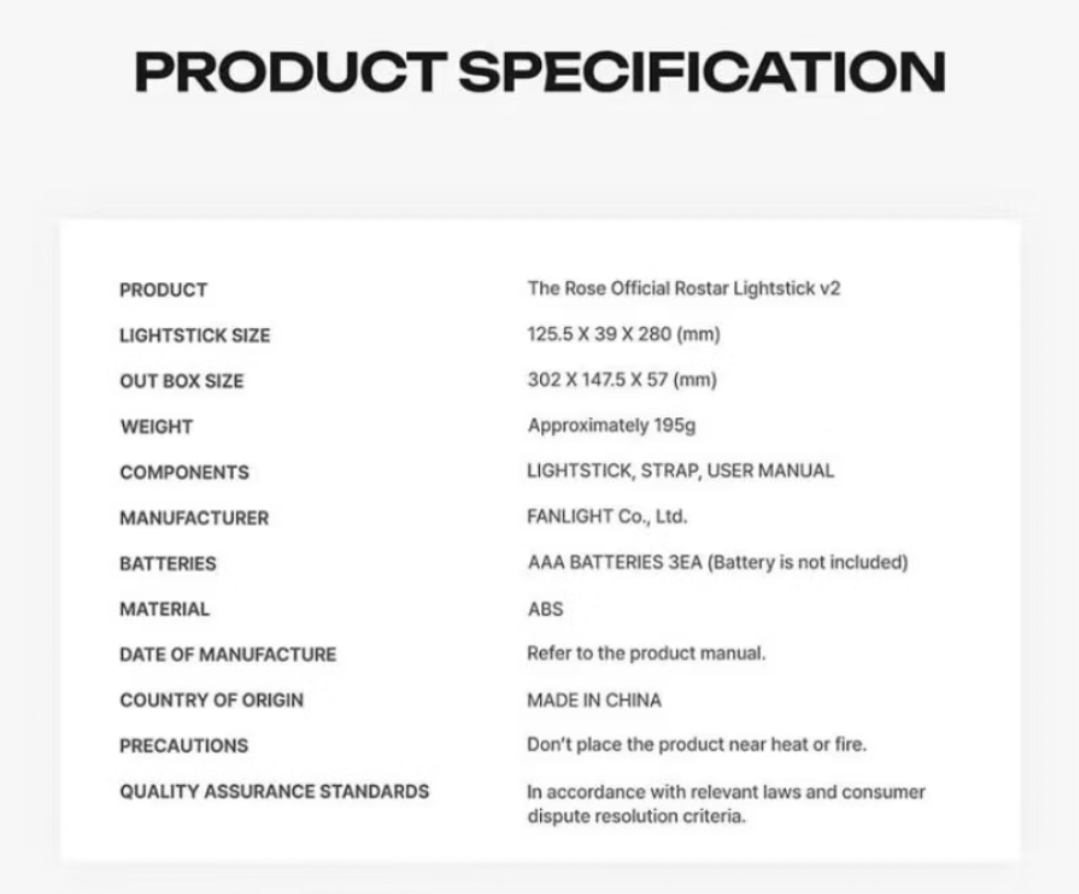 PRODUCT SPECIFICATION
PRODUCT The Rose Official Rostar Lightstick v2
LIGHTSTICK SIZE 125.5 X 39 X 280 (mm)
OUT BOX SIZE 302 X 147.5 X 57 (mm)
WEIGHT Approximately 195g
COMPONENTS LIGHTSTICK, STRAP, USER MANUAL
MANUFACTURER FANLIGHT Co., Ltd.
BATTERIES AAA BATTERIES 3EA (Battery is not included)
MATERIAL ABS
DATE OF MANUFACTURE Refer to the product manual.
COUNTRY OF ORIGIN MADE IN CHINA
PRECAUTIONS Don’t place the product near heat or fire.
QUALITY ASSURANCE STANDARDS In accordance with relevant laws and consumer
dispute resolution criteria.